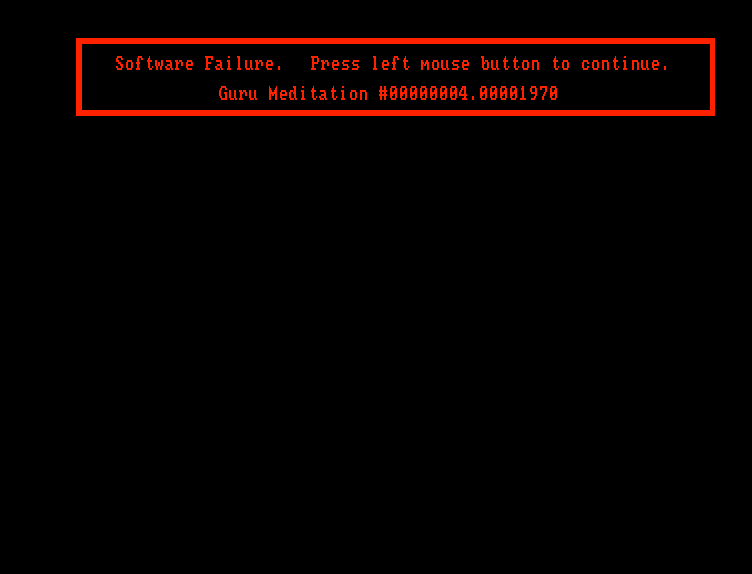 Software Failure.  Press left mouse button to continue.
Guru Meditation #00000004.00001970